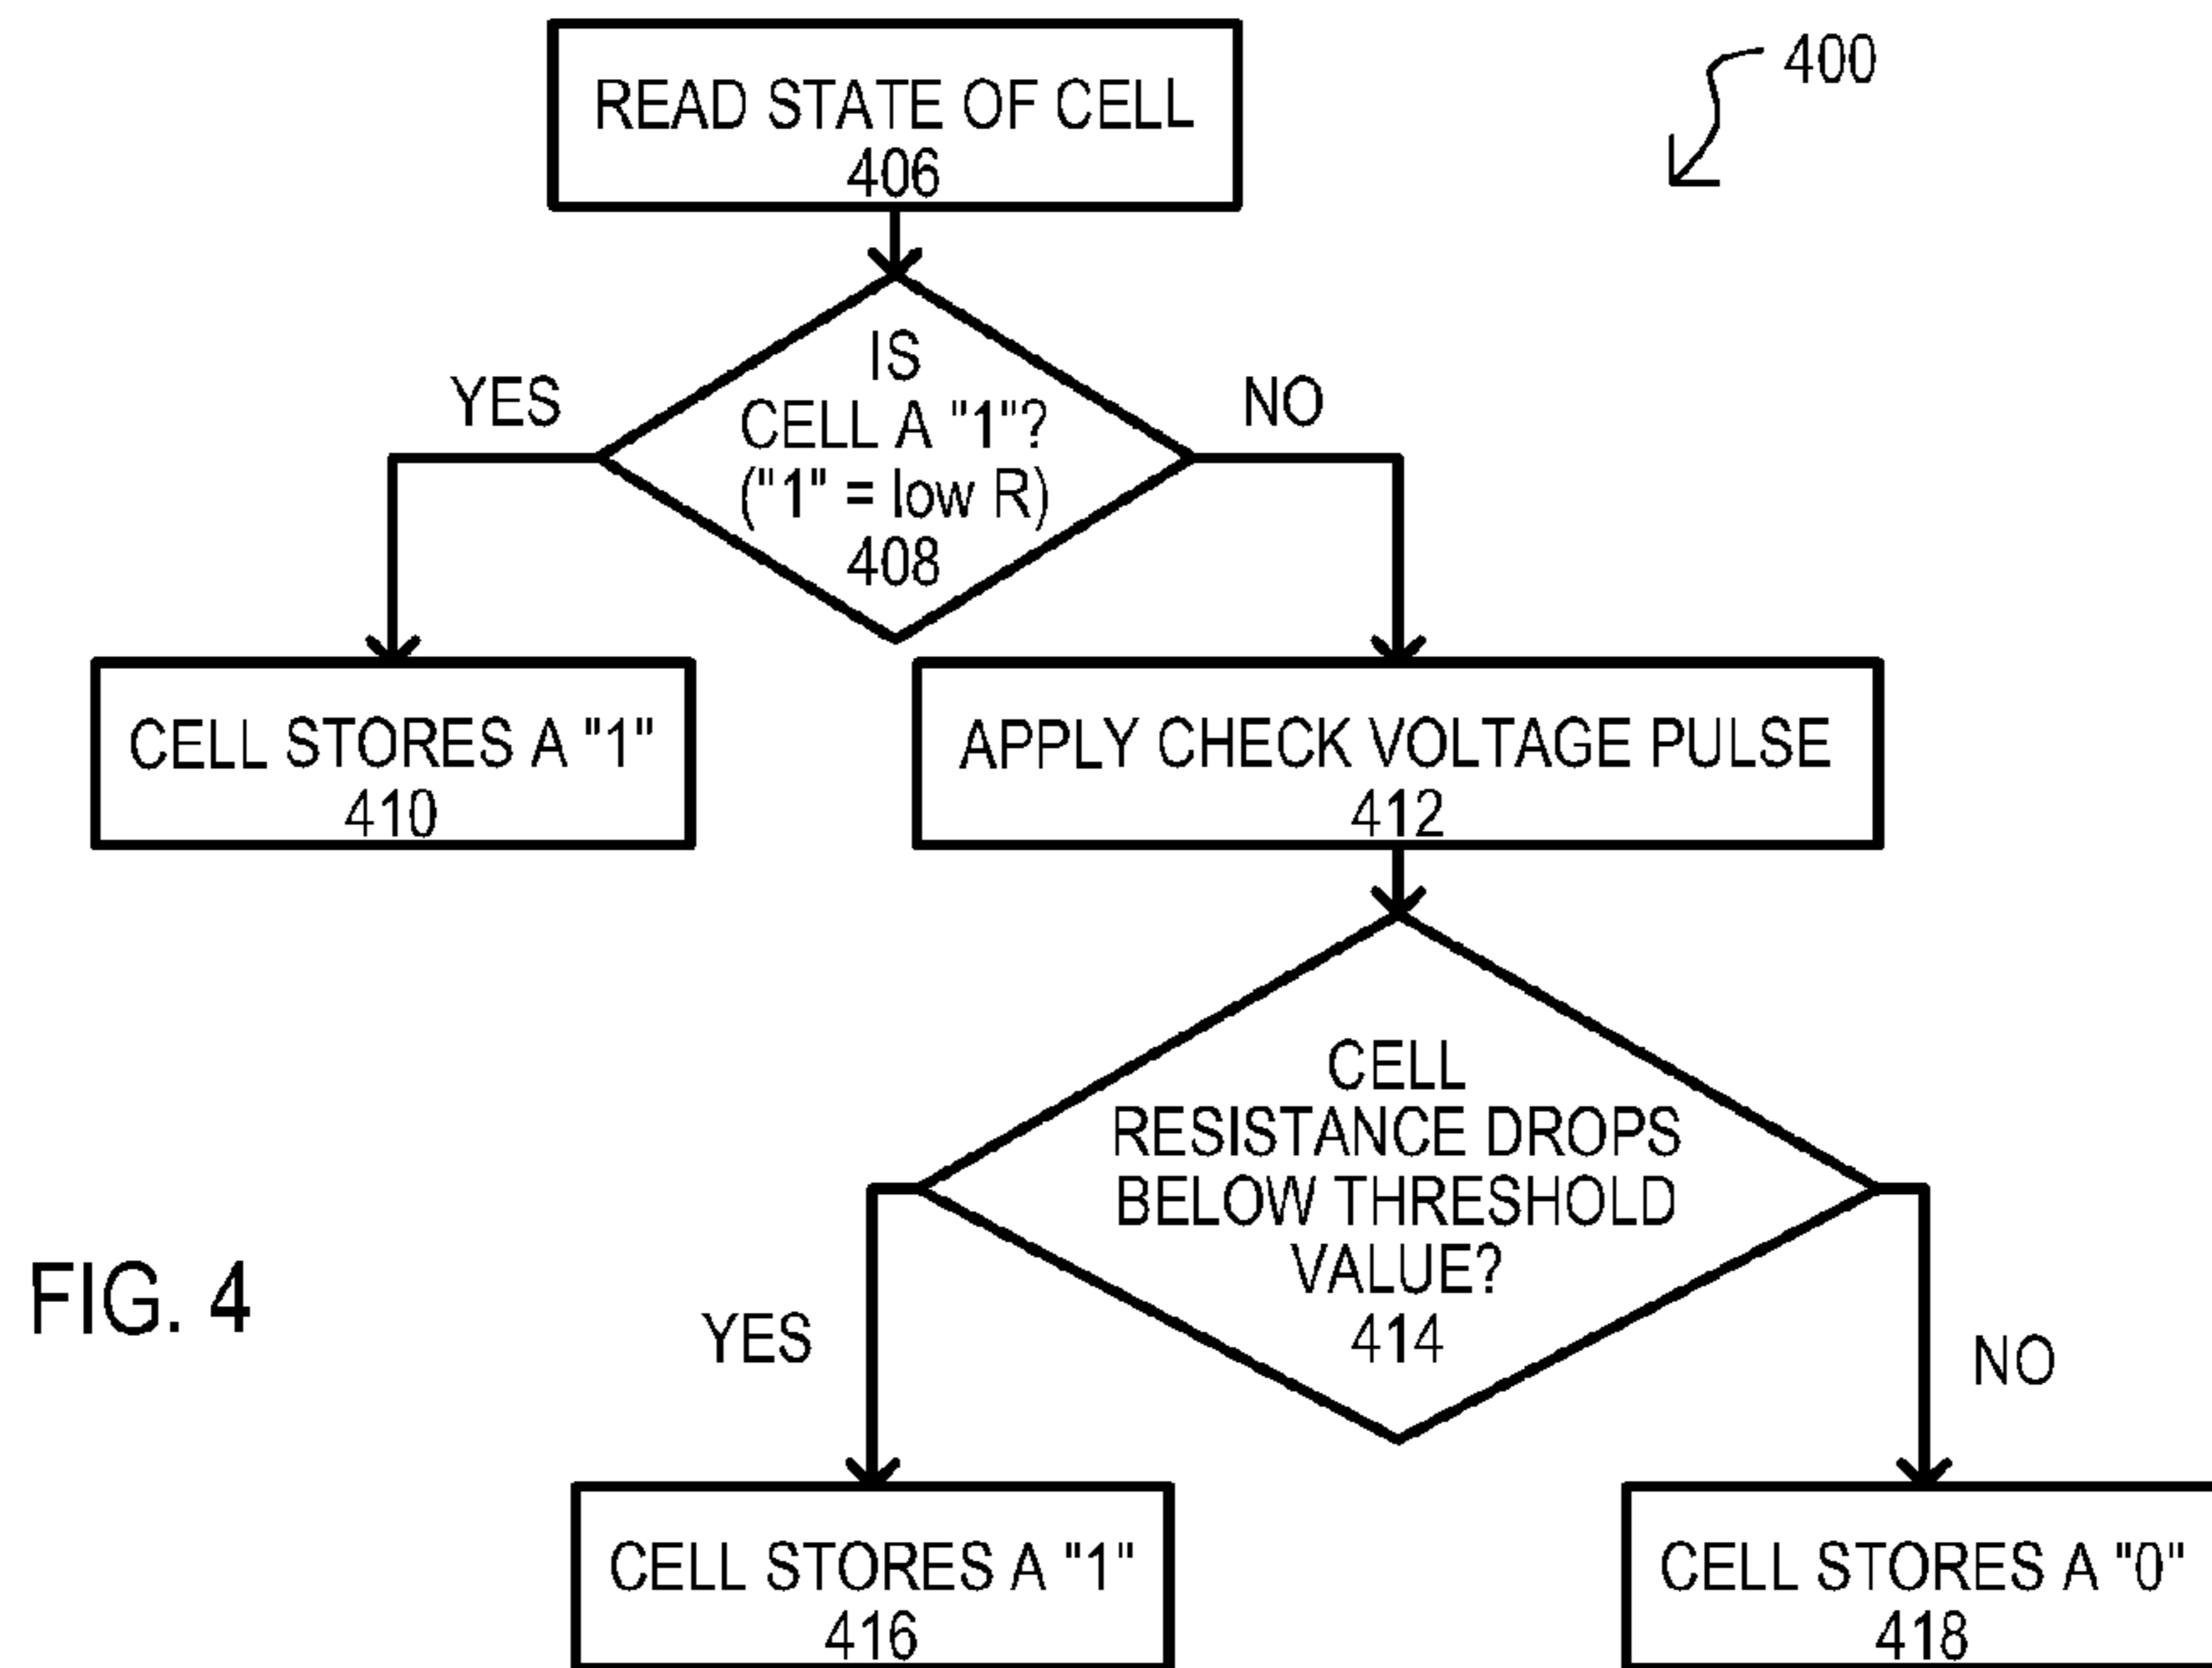 READ STATE OF CELL
406
400
IS
CELL A "1"?
("1" = low R)
408
YES
NO
CELL STORES A "1"
410
APPLY CHECK VOLTAGE PULSE
412
CELL
RESISTANCE DROPS
BELOW THRESHOLD
VALUE?
414
YES
NO
FIG. 4
CELL STORES A "1"
416
CELL STORES A "0"
418